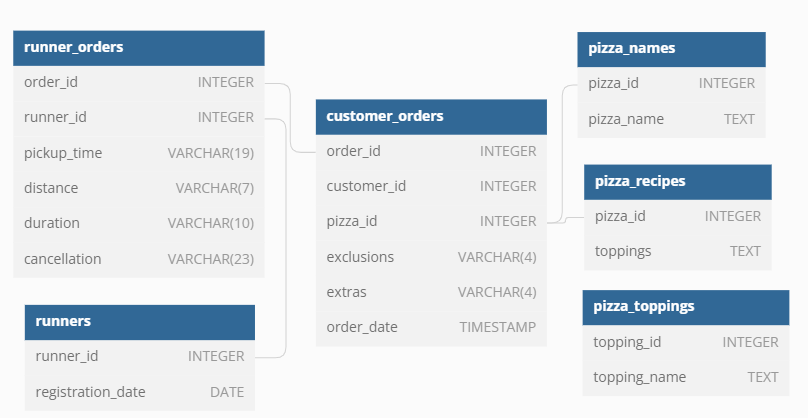 runner_orders
order_id INTEGER
runner_id INTEGER
pickup_time VARCHAR(19)
distance VARCHAR(7)
duration VARCHAR(10)
cancellation VARCHAR(23)
runners
runner_id INTEGER
registration_date DATE
customer_orders
order_id INTEGER
customer_id INTEGER
pizza_id INTEGER
exclusions VARCHAR(4)
extras VARCHAR(4)
order_date TIMESTAMP
pizza_names
pizza_id INTEGER
pizza_name TEXT
pizza_recipes
pizza_id INTEGER
toppings TEXT
pizza_toppings
topping_id INTEGER
topping_name TEXT